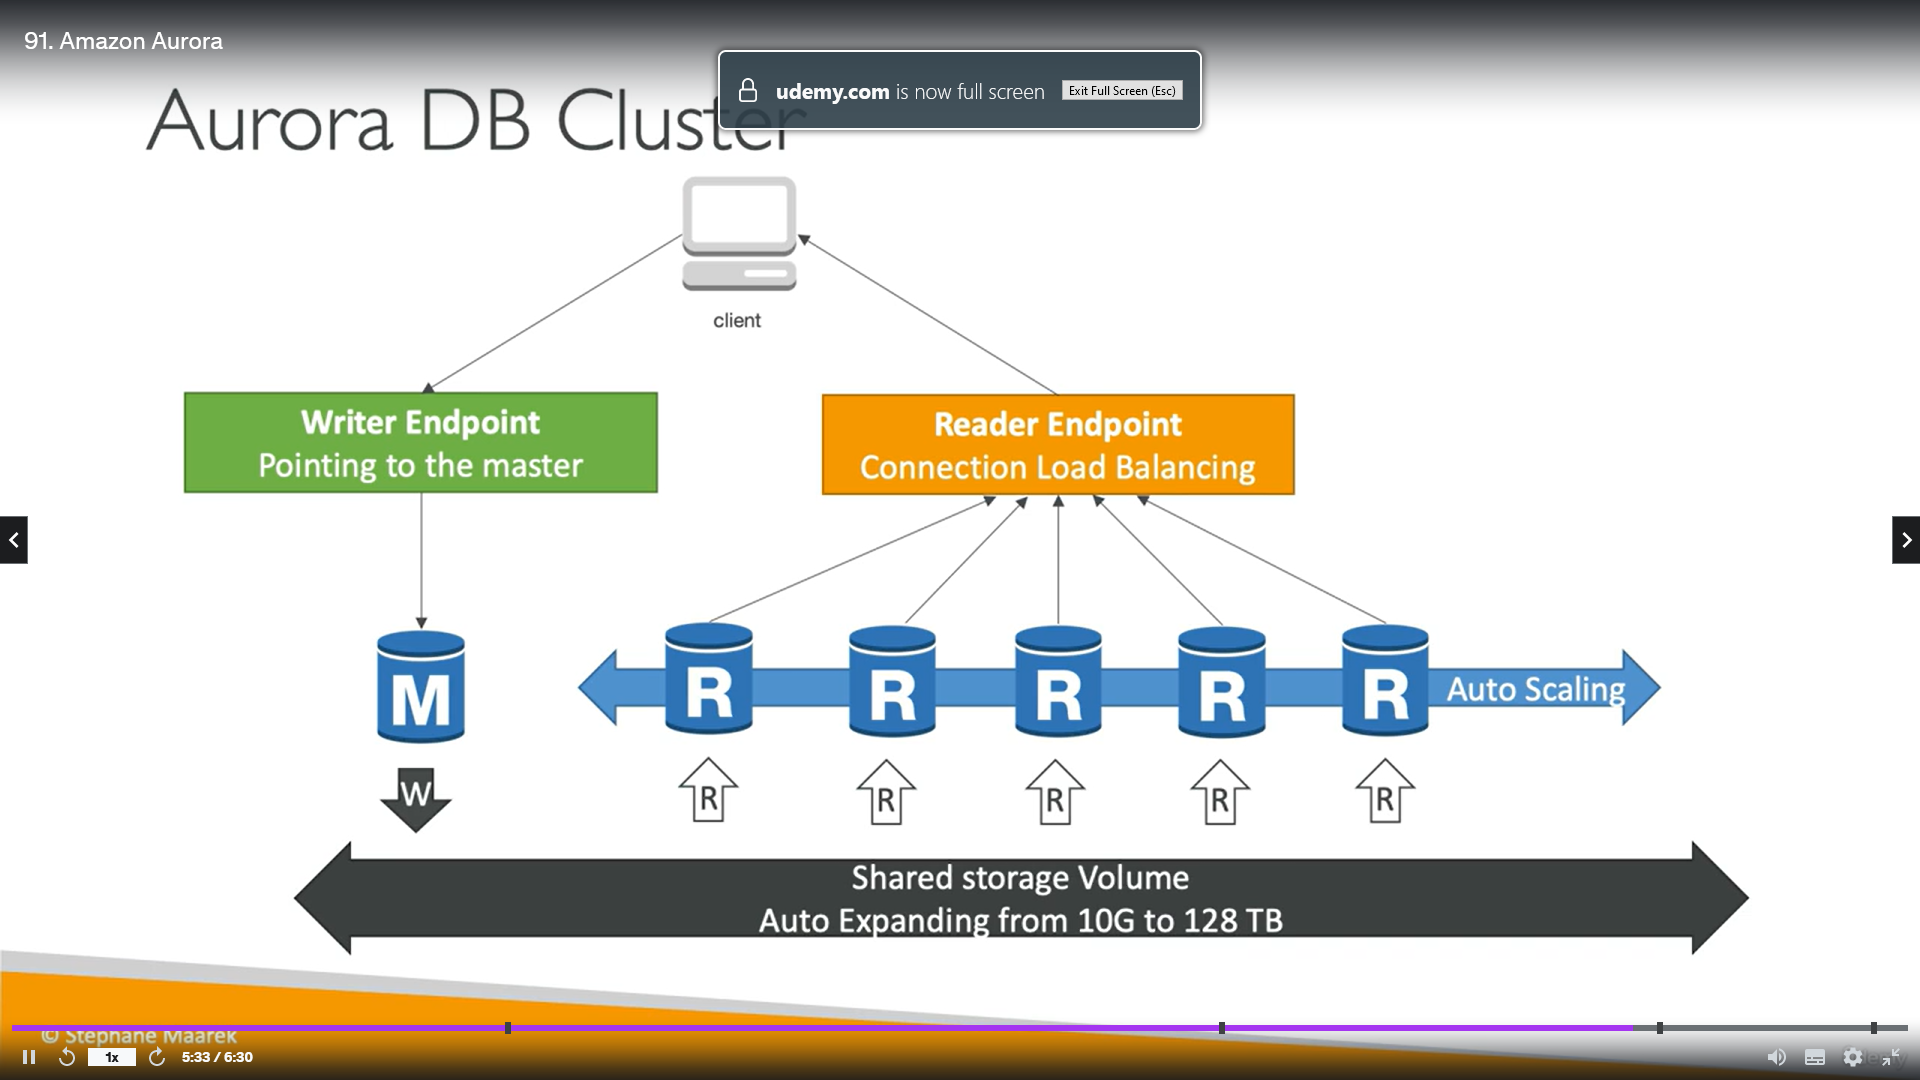 91. Amazon Aurora
udemy.com is now full screen Exit Full Screen (Esc)
Aurora DB Cluster
client
Writer Endpoint
Pointing to the master
Reader Endpoint
Connection Load Balancing
M
R R R R R Auto Scaling
W R R R R R
Shared storage Volume
Auto Expanding from 10G to 128 TB
© Stephane Maarek
1x 5:33 / 6:30